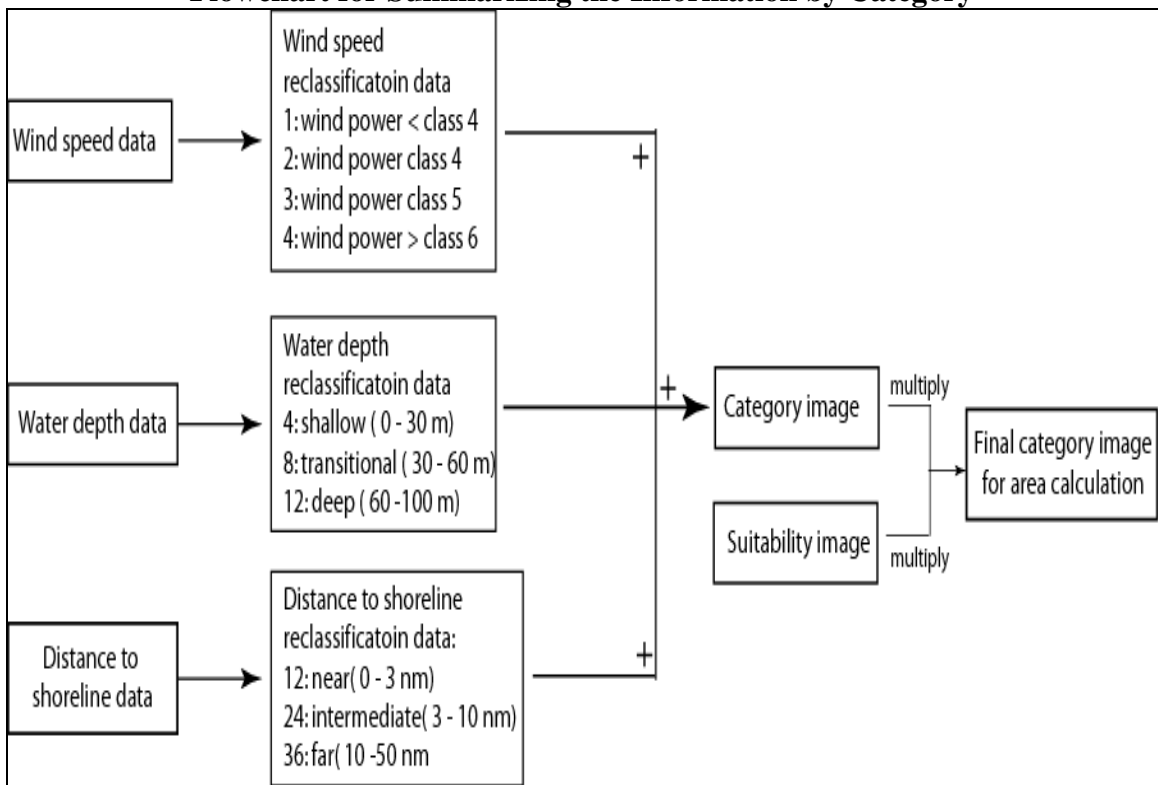 Flowchart for Summarizing the Information by Category
Wind speed data
Wind speed
reclassificatoin data
1: wind power < class 4
2: wind power class 4
3: wind power class 5
4: wind power > class 6
+
Water depth data
Water depth
reclassificatoin data
4: shallow ( 0 - 30 m)
8: transitional ( 30 - 60 m)
12: deep ( 60 -100 m)
+
Category image
multiply
Final category image
for area calculation
Suitability image
multiply
Distance to
shoreline data
Distance to shoreline
reclassificatoin data:
12: near( 0 - 3 nm)
24: intermediate( 3 - 10 nm)
36: far( 10 -50 nm
+